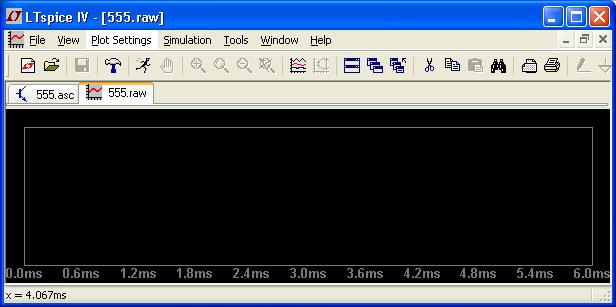 LTspice IV - [555.raw]
File View Plot Settings Simulation Tools Window Help
555.asc 555.raw
0.0ms 0.6ms 1.2ms 1.8ms 2.4ms 3.0ms 3.6ms 4.2ms 4.8ms 5.4ms 6.0ms
x = 4.067ms